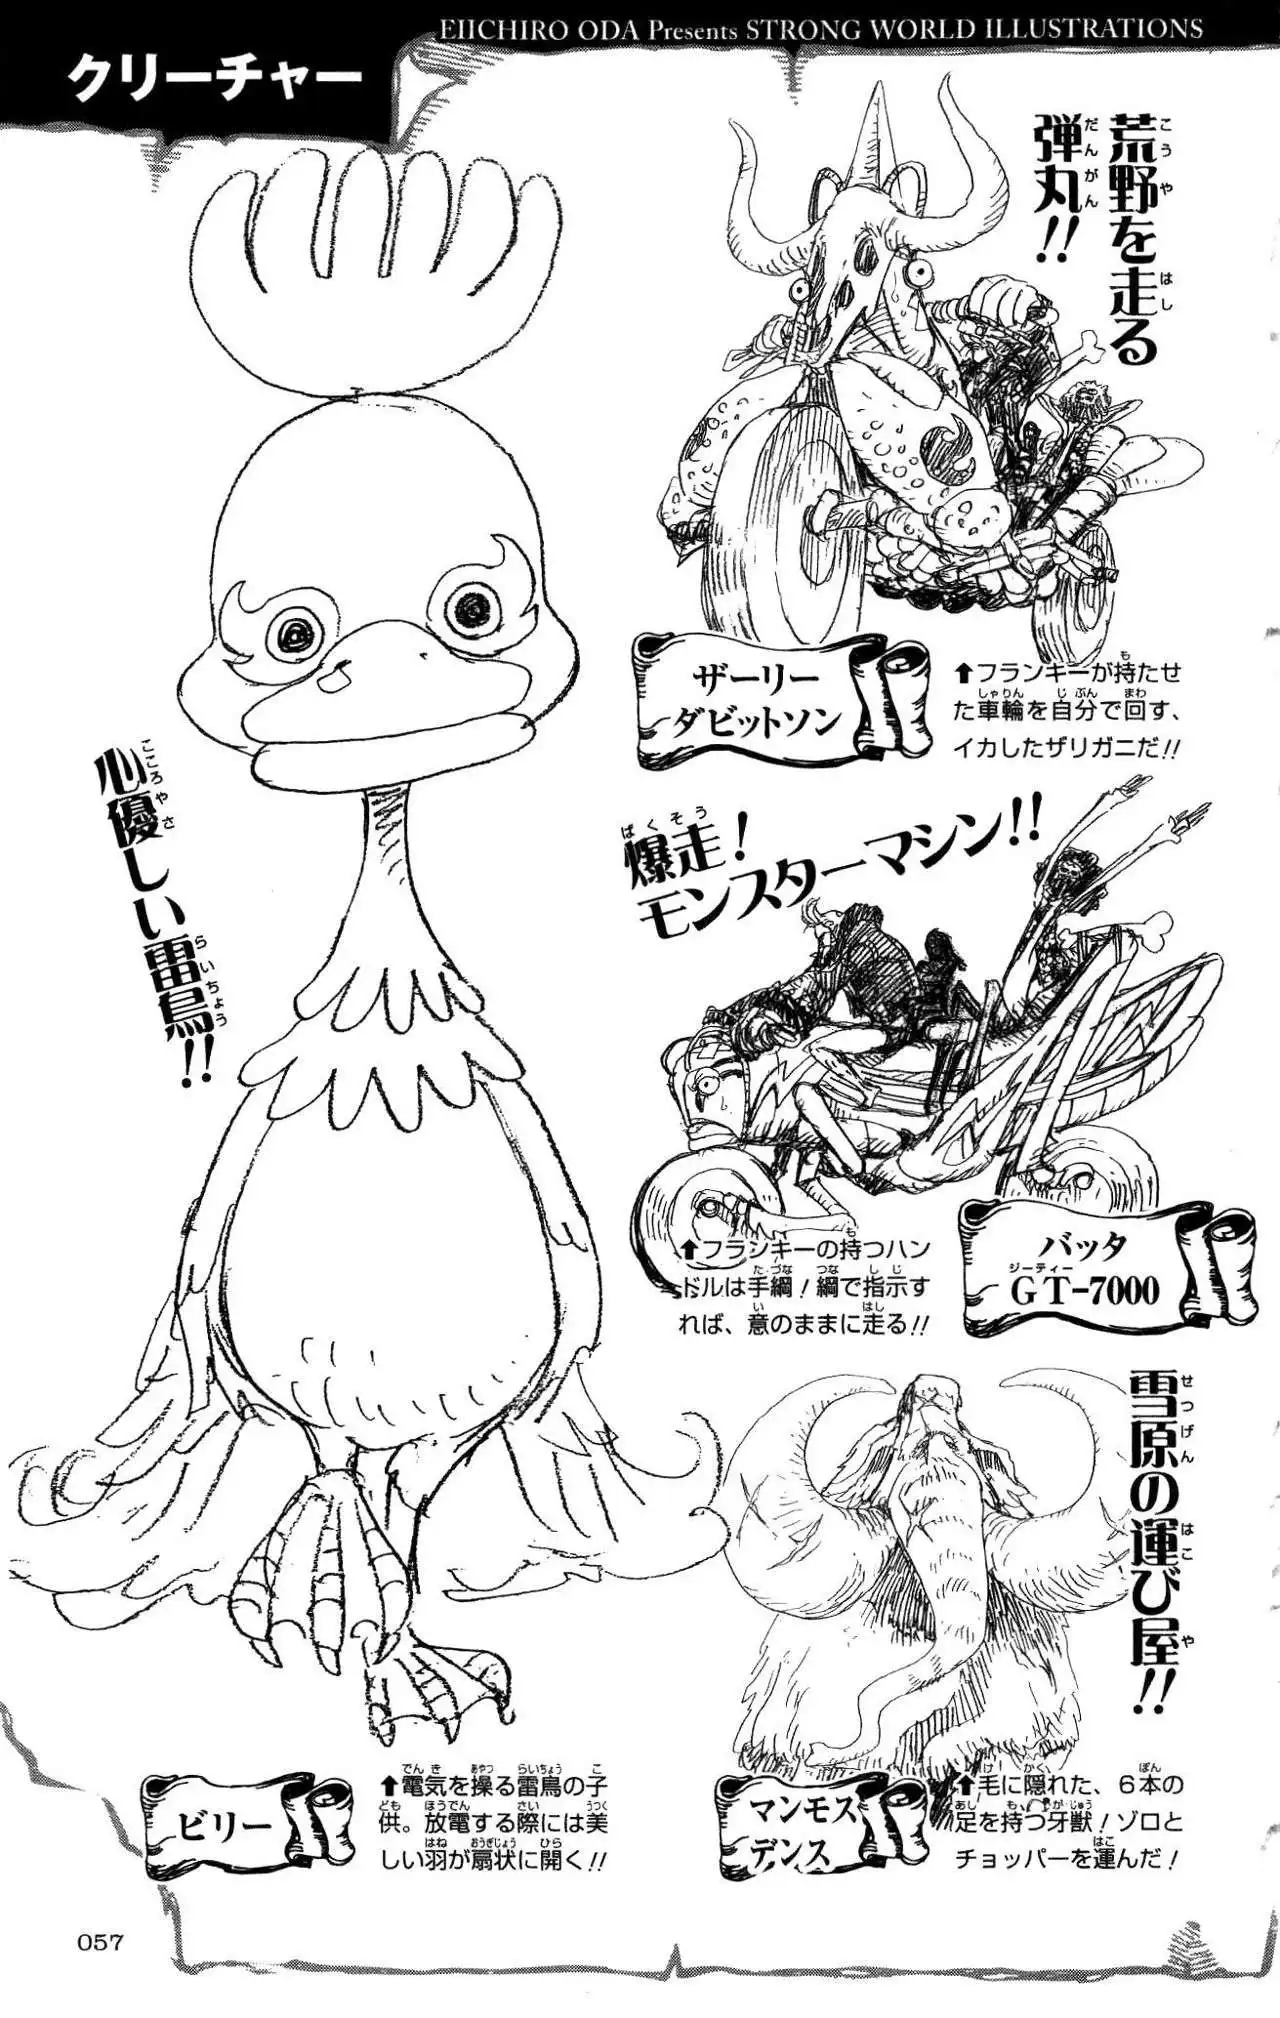 EIICHIRO ODA Presents STRONG WORLD ILLUSTRATIONS
クリーチャー
荒野を走る
弾丸!!
ザーリー
ダビットソン
⬆フランキーが持たせ
た車輪を自分で回す、
イカしたザリガニだ!!
心優しい雷鳥!!
爆走!
モンスターマシン!!
⬆フランキーの持つハン
ドルは手綱!綱で指示す
れば、意のままに走る!!
バッタ
GT-7000
雪原の運び屋!!
ビリー
⬆電気を操る雷鳥の子
供。放電する際には美
しい羽が扇状に開く!!
マンモス
デンス
⬆毛に隠れた、6本の
足を持つ牙獣!ゾロと
チョッパーを運んだ!
057